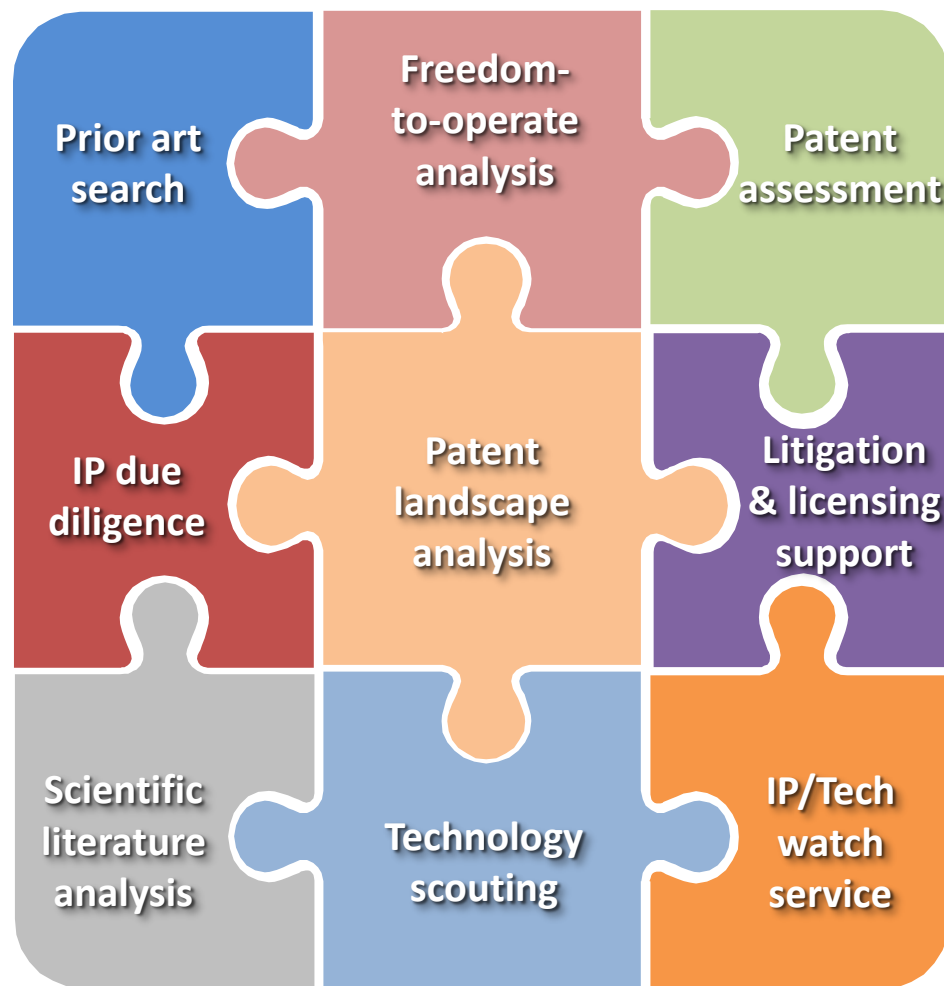 Prior art
search
Freedom-
to-operate
analysis
Patent
assessment
IP due
diligence
Patent
landscape
analysis
Litigation
& licensing
support
Scientific
literature
analysis
Technology
scouting
IP/Tech
watch
service